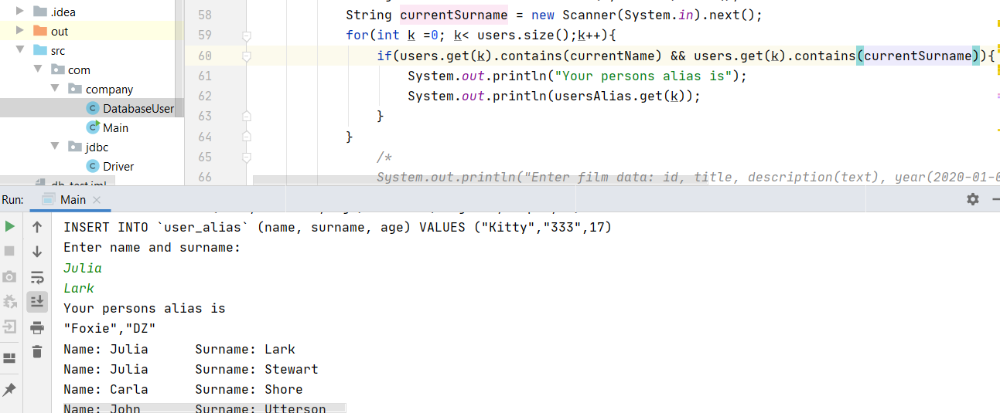 .idea
out
src
com
company
DatabaseUser
Main
jdbc
Driver
58 String currentSurname = new Scanner(System.in).next();
59 for(int k =0; k< users.size();k++){
60 if(users.get(k).contains(currentName) && users.get(k).contains(currentSurname)){
61 System.out.println("Your persons alias is");
62 System.out.println(usersAlias.get(k));
63 }
64 }
65 /*
66 System.out.println("Enter film data: id, title, description(text), year(2020-01-0
Run: Main
INSERT INTO `user_alias` (name, surname, age) VALUES ("Kitty","333",17)
Enter name and surname:
Julia
Lark
Your persons alias is
"Foxie","DZ"
Name: Julia Surname: Lark
Name: Julia Surname: Stewart
Name: Carla Surname: Shore
Name: John Surname: Utterson